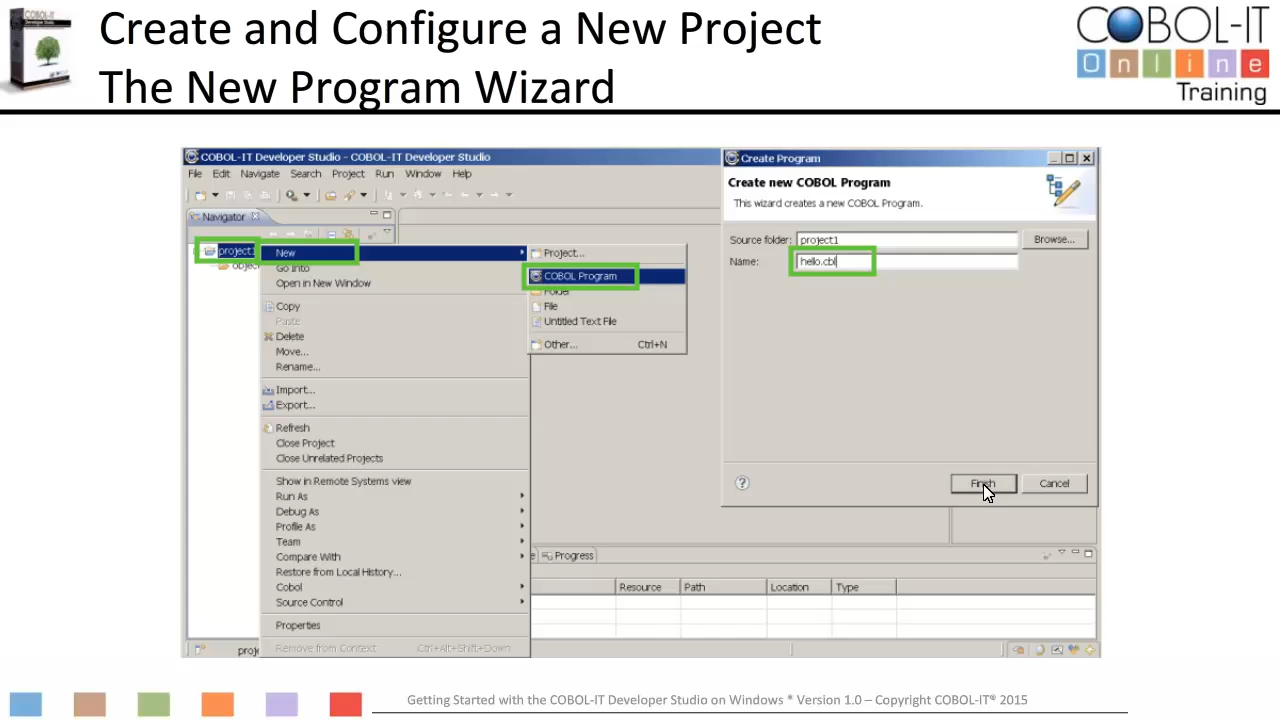 Create and Configure a New Project
The New Program Wizard
COBOL-IT
Developer Studio
COBOL-IT
Online
Training
COBOL-IT Developer Studio - COBOL-IT Developer Studio
File Edit Navigate Search Project Run Window Help
Navigator
project1
object
New
Go Into
Open in New Window
Copy
Paste
Delete
Move...
Rename...
Import...
Export...
Refresh
Close Project
Close Unrelated Projects
Show in Remote Systems view
Run As
Debug As
Profile As
Team
Compare With
Restore from Local History...
Cobol
Source Control
Properties
Remove from Context Ctrl+Alt+Shift+Down
Project...
COBOL Program
Folder
File
Untitled Text File
Other... Ctrl+N
Create Program
Create new COBOL Program
This wizard creates a new COBOL Program.
Source folder: project1 Browse...
Name: hello.cbl
Finish Cancel
Progress
Resource Path Location Type
proje
Getting Started with the COBOL-IT Developer Studio on Windows * Version 1.0 – Copyright COBOL-IT® 2015